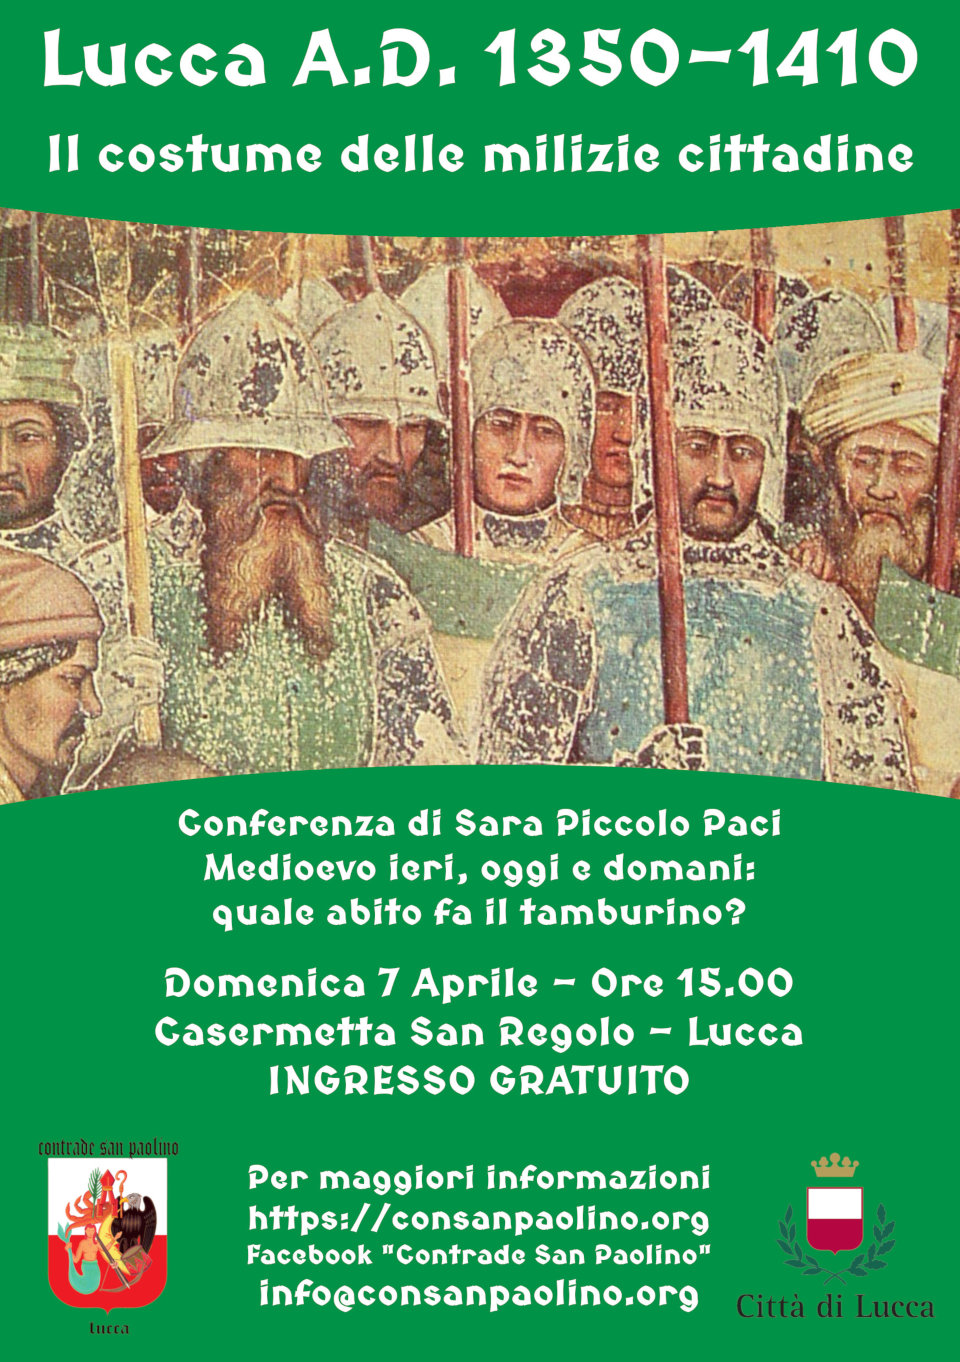 Lucca A.D. 1350-1410
Il costume delle milizie cittadine
Conferenza di Sara Piccolo Paci
Medioevo ieri, oggi e domani:
quale abito fa il tamburino?
Domenica 7 Aprile - Ore 15.00
Casermetta San Regolo - Lucca
INGRESSO GRATUITO
contrade san paolino
lucca
Per maggiori informazioni
https://consanpaolino.org
Facebook "Contrade San Paolino"
info@consanpaolino.org
Città di Lucca